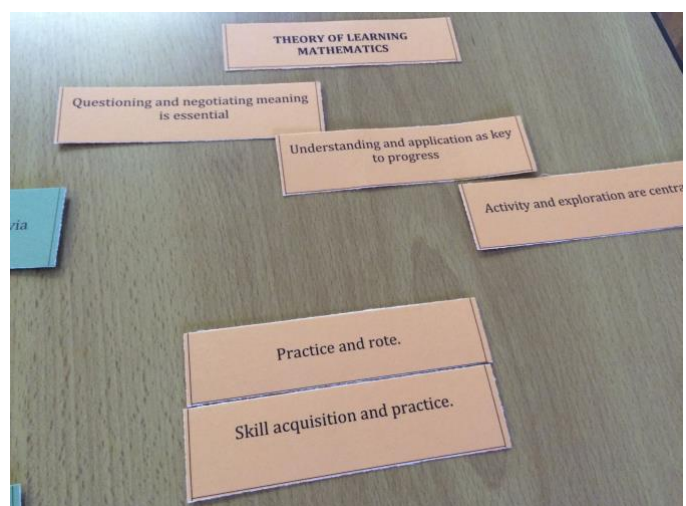 THEORY OF LEARNING
MATHEMATICS
Questioning and negotiating meaning
is essential
Understanding and application as key
to progress
Activity and exploration are
via
Practice and rote.
Skill acquisition and practice.